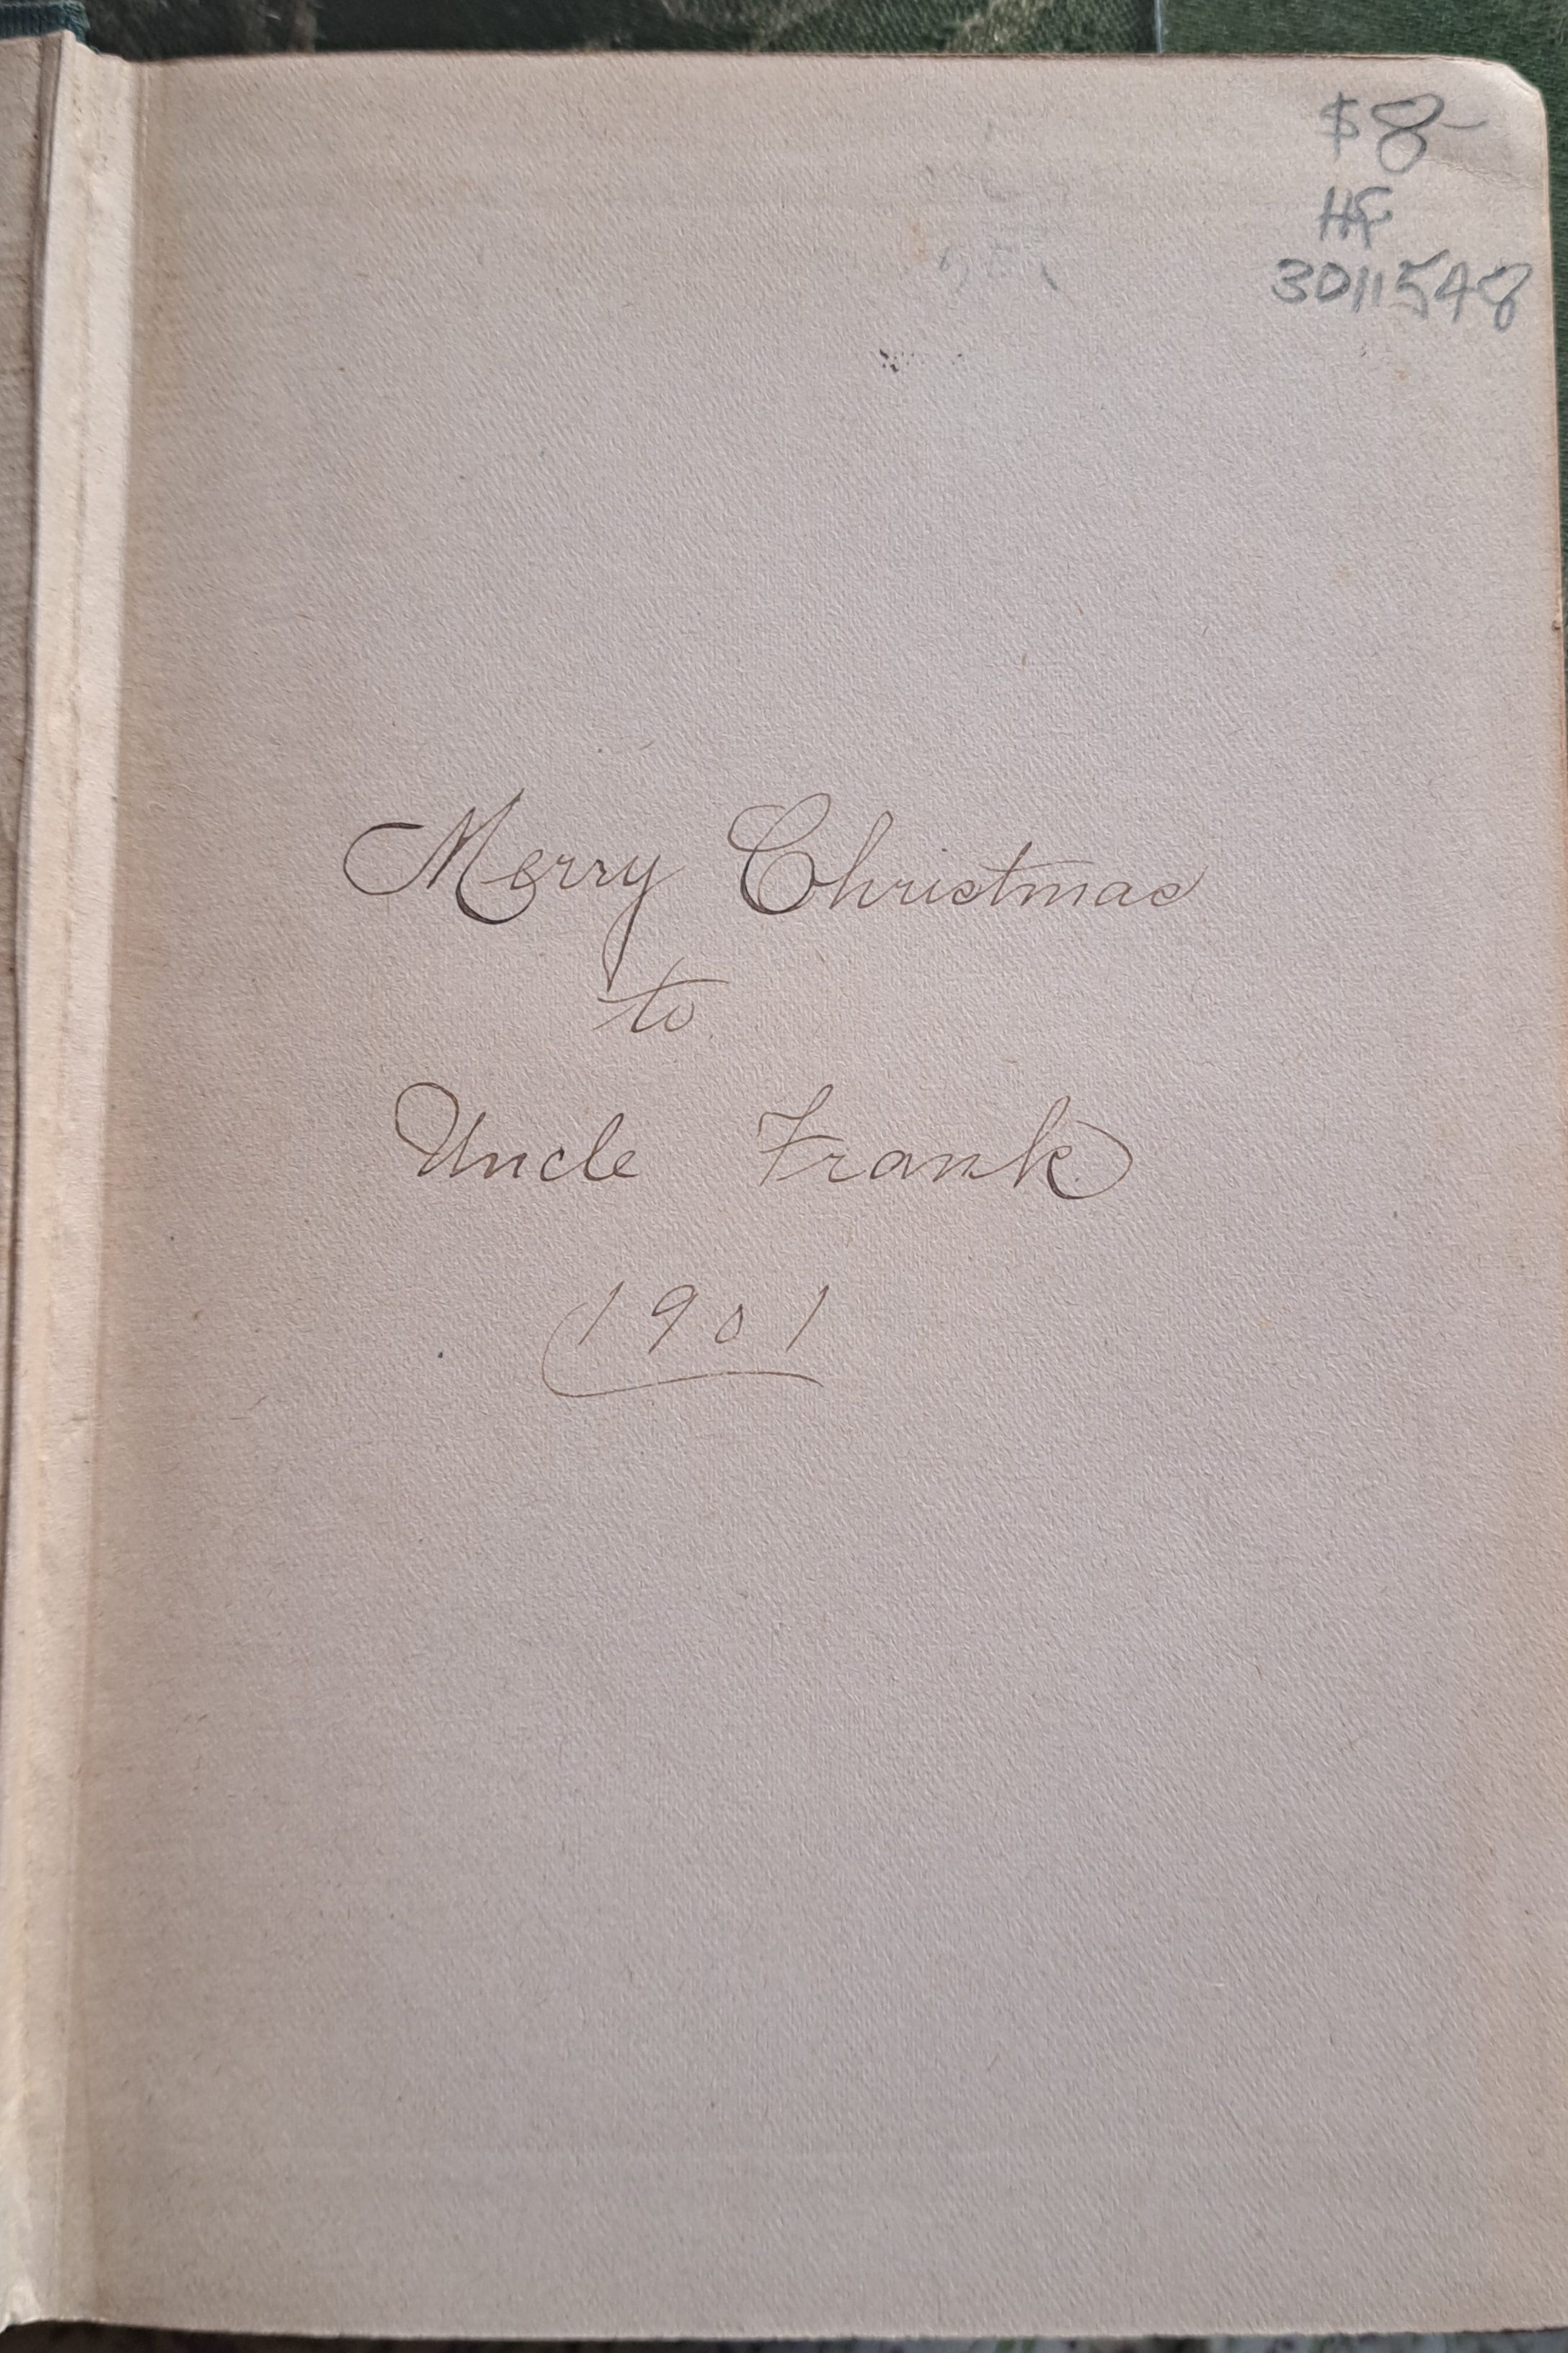 $8
HF
3011548
Merry Christmas
to
Uncle Frank
1901